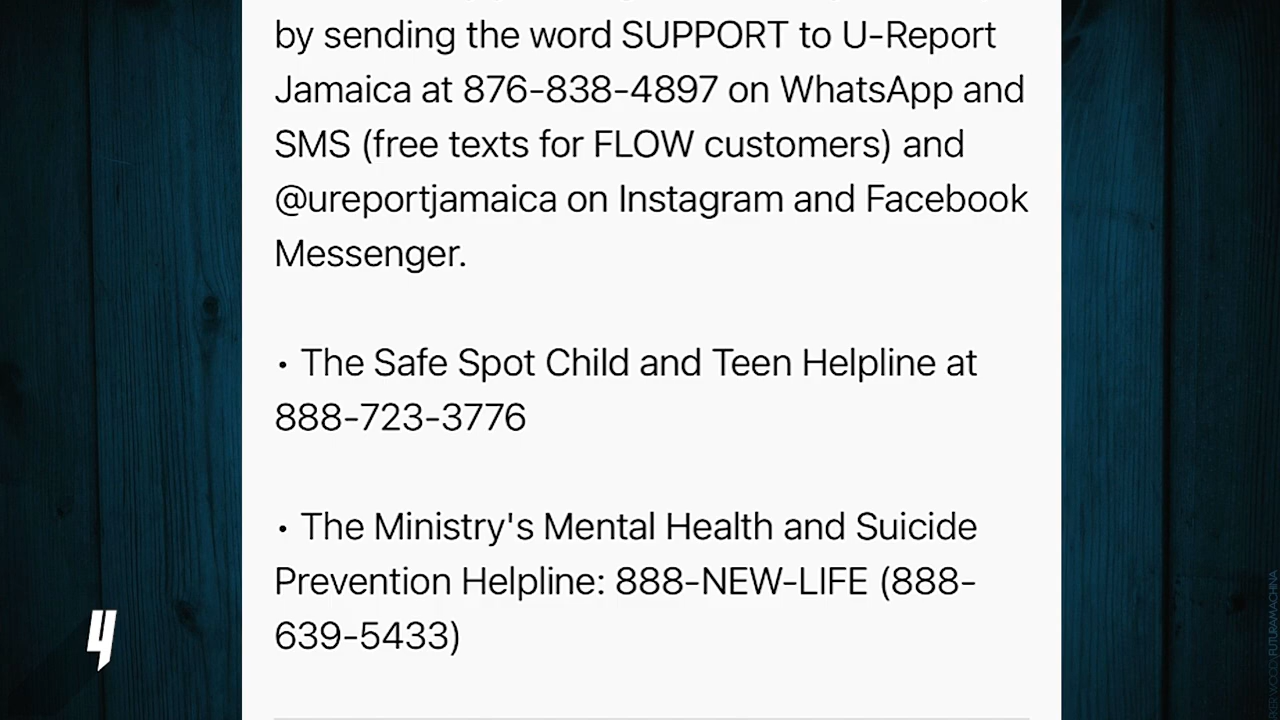 by sending the word SUPPORT to U-Report
Jamaica at 876-838-4897 on WhatsApp and
SMS (free texts for FLOW customers) and
@ureportjamaica on Instagram and Facebook
Messenger.
• The Safe Spot Child and Teen Helpline at
888-723-3776
• The Ministry's Mental Health and Suicide
Prevention Helpline: 888-NEW-LIFE (888-
639-5433)
4
FUTURAMACHINA